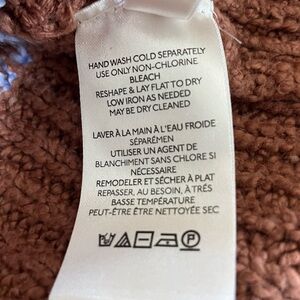 HAND WASH COLD SEPARATELY
USE ONLY NON-CHLORINE
BLEACH
RESHAPE & LAY FLAT TO DRY
LOW IRON AS NEEDED
MAY BE DRY CLEANED
LAVER À LA MAIN À L'EAU FROIDE
SÉPARÉMEN
UTILISER UN AGENT DE
BLANCHIMENT SANS CHLORE SI
NÉCESSAIRE
REMODELER ET SÉCHER À PLAT
REPASSER, AU BESOIN, À TRÉS
BASSE TEMPÉRATURE
PEUT-ÊTRE ÊTRE NETTOYÉE SEC
P